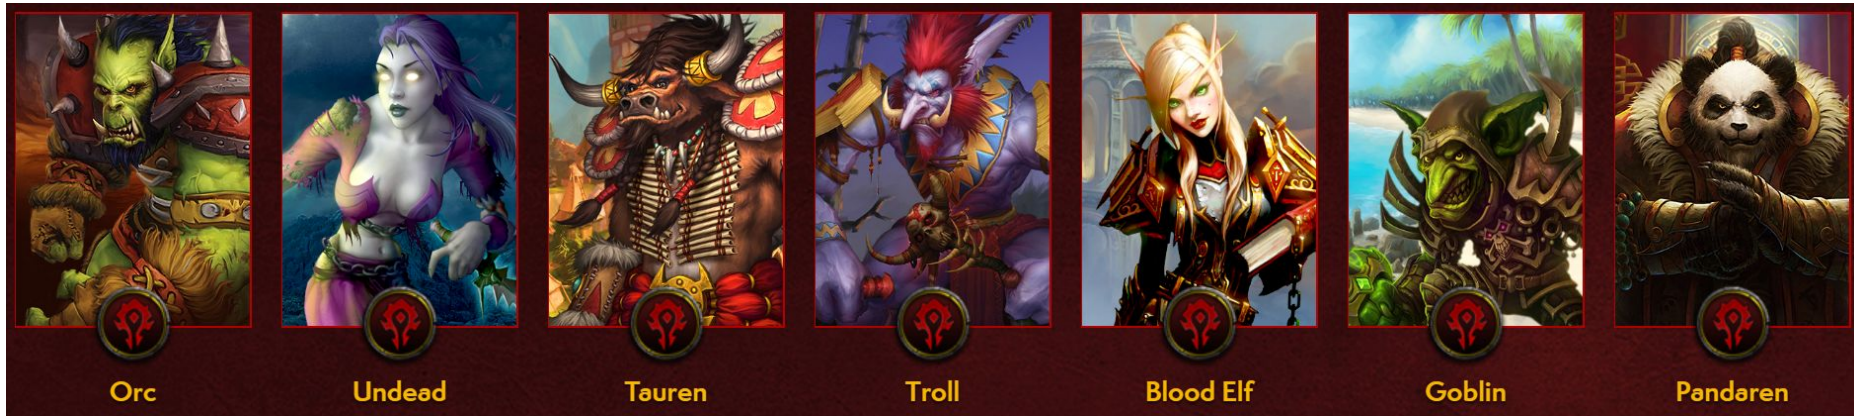 Orc
Undead
Tauren
Troll
Blood Elf
Goblin
Pandaren